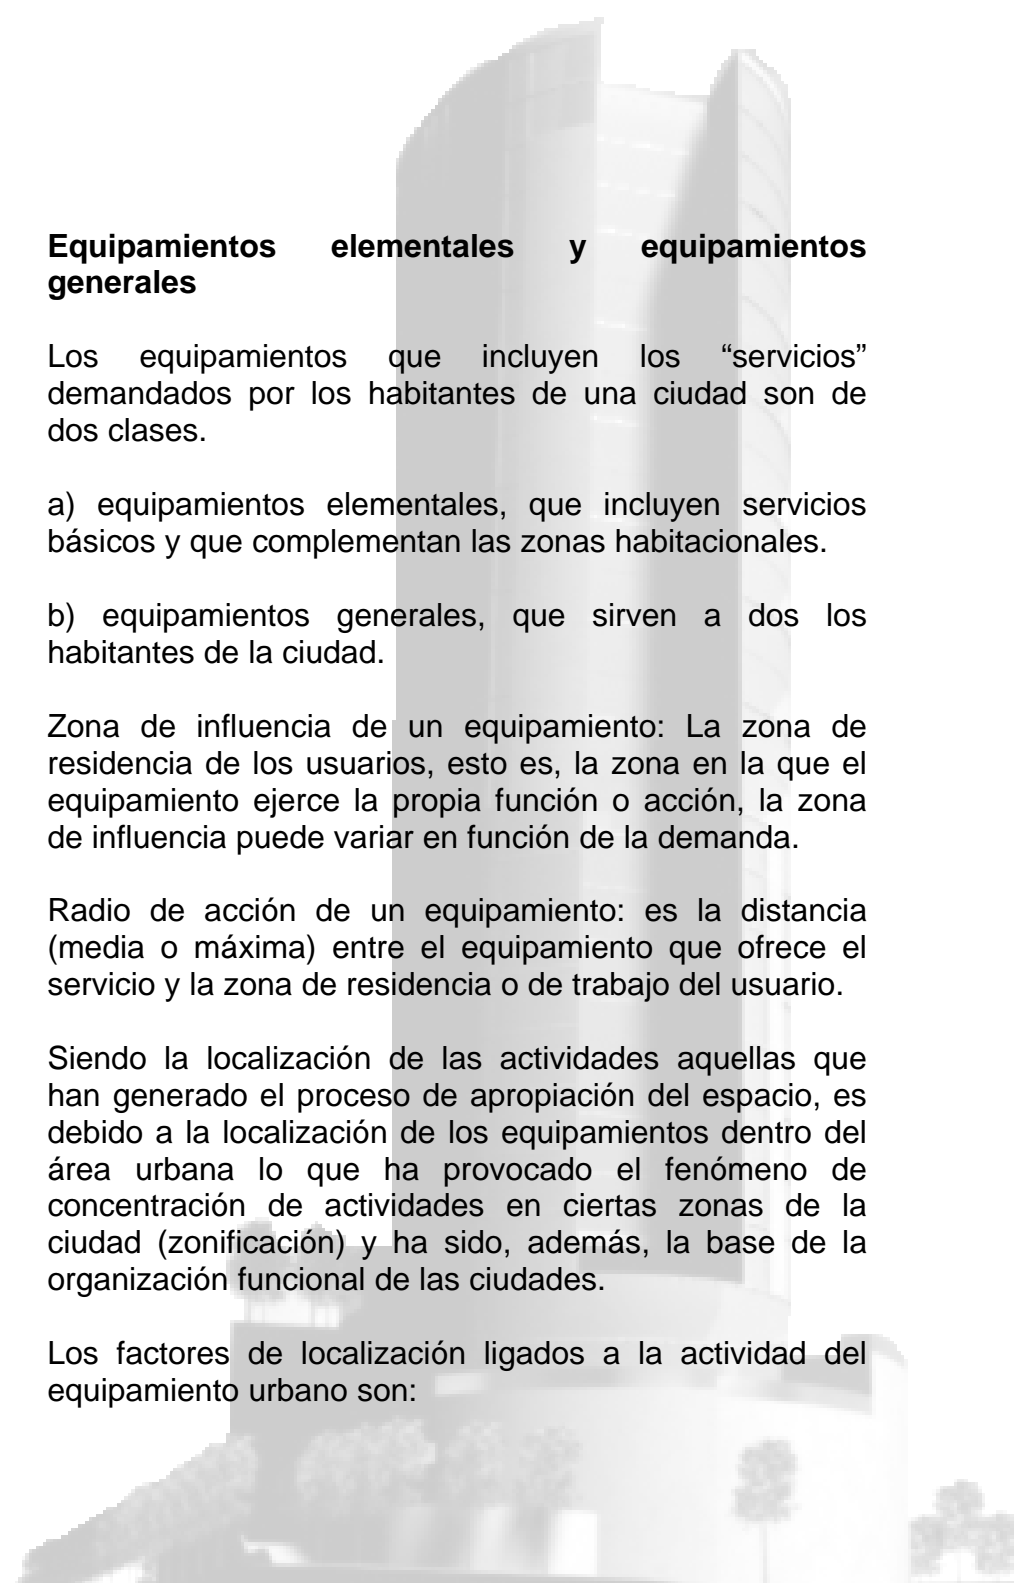 Equipamientos elementales y equipamientos
generales
Los equipamientos que incluyen los “servicios”
demandados por los habitantes de una ciudad son de
dos clases.
a) equipamientos elementales, que incluyen servicios
básicos y que complementan las zonas habitacionales.
b) equipamientos generales, que sirven a dos los
habitantes de la ciudad.
Zona de influencia de un equipamiento: La zona de
residencia de los usuarios, esto es, la zona en la que el
equipamiento ejerce la propia función o acción, la zona
de influencia puede variar en función de la demanda.
Radio de acción de un equipamiento: es la distancia
(media o máxima) entre el equipamiento que ofrece el
servicio y la zona de residencia o de trabajo del usuario.
Siendo la localización de las actividades aquellas que
han generado el proceso de apropiación del espacio, es
debido a la localización de los equipamientos dentro del
área urbana lo que ha provocado el fenómeno de
concentración de actividades en ciertas zonas de la
ciudad (zonificación) y ha sido, además, la base de la
organización funcional de las ciudades.
Los factores de localización ligados a la actividad del
equipamiento urbano son: